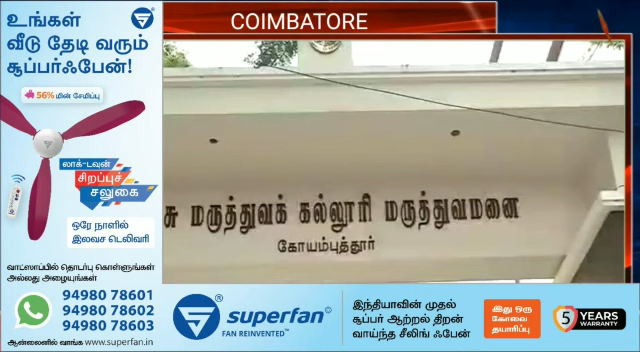 COIMBATORE
உங்கள்
வீடு தேடி வரும்
சூப்பர்ஃபேன்!
56% மின் சேமிப்பு
லாக்-டவுன்
சிறப்புச்
சலுகை
ஒரே நாளில்
இலவச டெலிவரி
வாட்ஸாப்பில் தொடர்பு கொள்ளுங்கள்
அல்லது அழையுங்கள்
94980 78601
94980 78602
94980 78603
ஆன்லைனில் வாங்க www.superfan.in
சு மருத்துவக் கல்லூரி மருத்துவமனை
கோயம்புத்தூர்
superfan
FAN REINVENTED™
இந்தியாவின் முதல்
சூப்பர் ஆற்றல் திறன்
வாய்ந்த சீலிங் ஃபேன்
இது ஒரு
கோவை
தயாரிப்பு
5 YEARS
WARRANTY